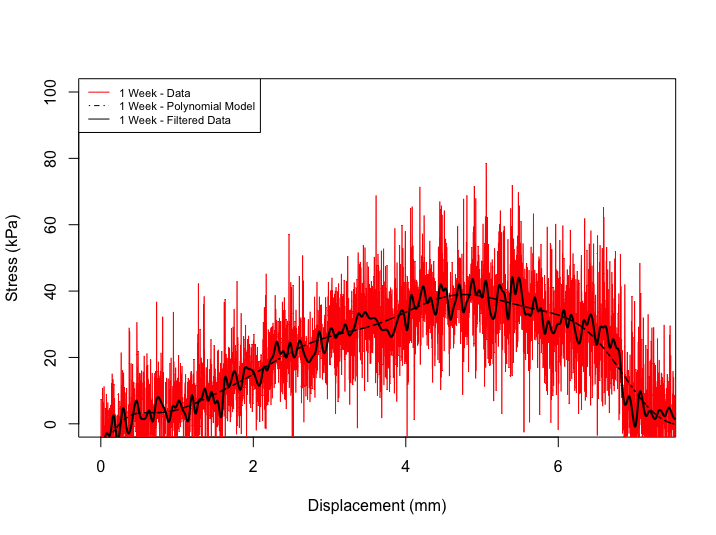 1 Week - Data
1 Week - Polynomial Model
1 Week - Filtered Data
100
80
60
40
20
0
Stress (kPa)
0 2 4 6
Displacement (mm)